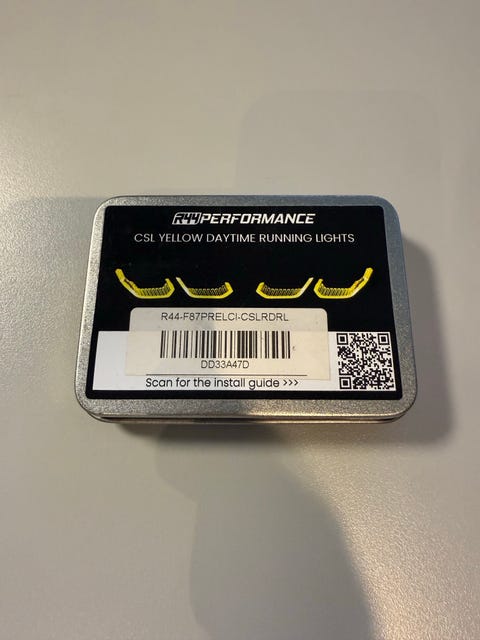 R44PERFORMANCE
CSL YELLOW DAYTIME RUNNING LIGHTS
R44-F87PRELCI-CSLRDRL
DD33A47D
Scan for the install guide >>>